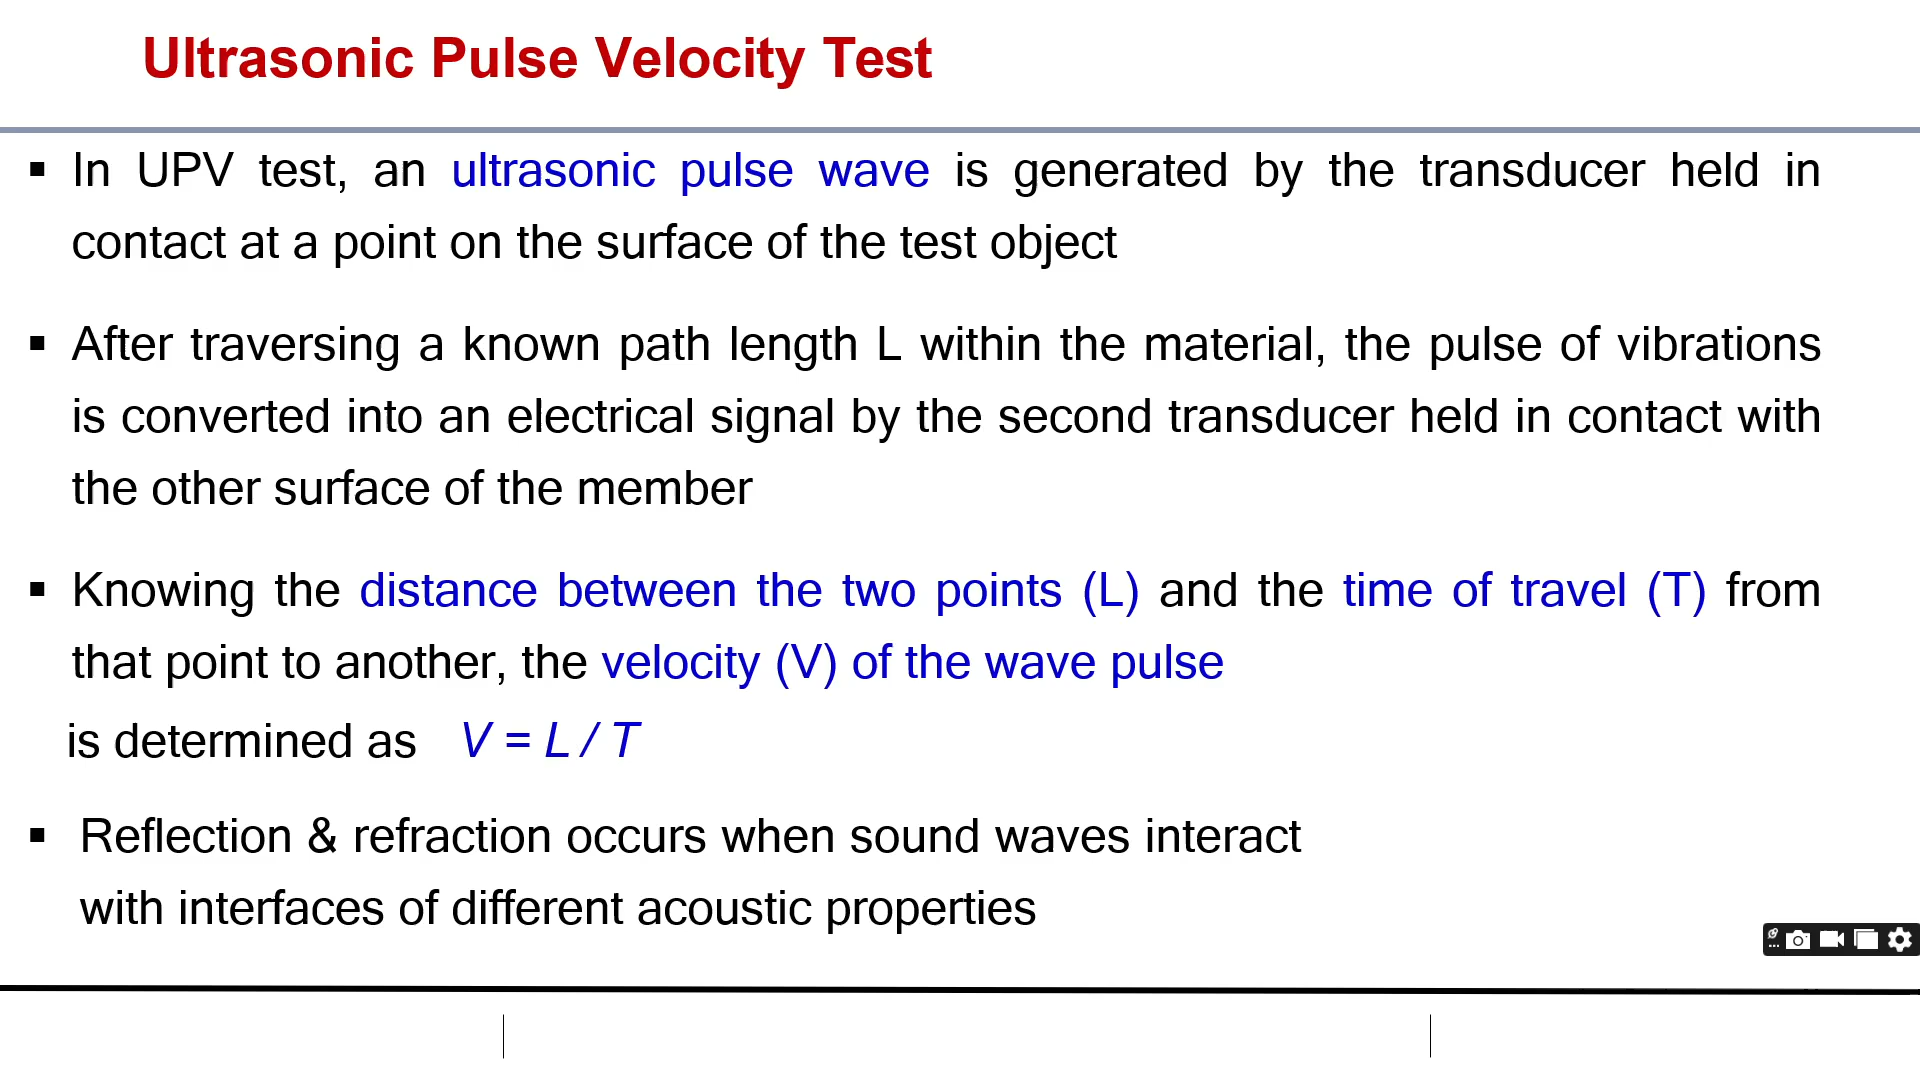 Ultrasonic Pulse Velocity Test
▪ In UPV test, an ultrasonic pulse wave is generated by the transducer held in
contact at a point on the surface of the test object
▪ After traversing a known path length L within the material, the pulse of vibrations
is converted into an electrical signal by the second transducer held in contact with
the other surface of the member
▪ Knowing the distance between the two points (L) and the time of travel (T) from
that point to another, the velocity (V) of the wave pulse
is determined as V = L / T
▪ Reflection & refraction occurs when sound waves interact
with interfaces of different acoustic properties